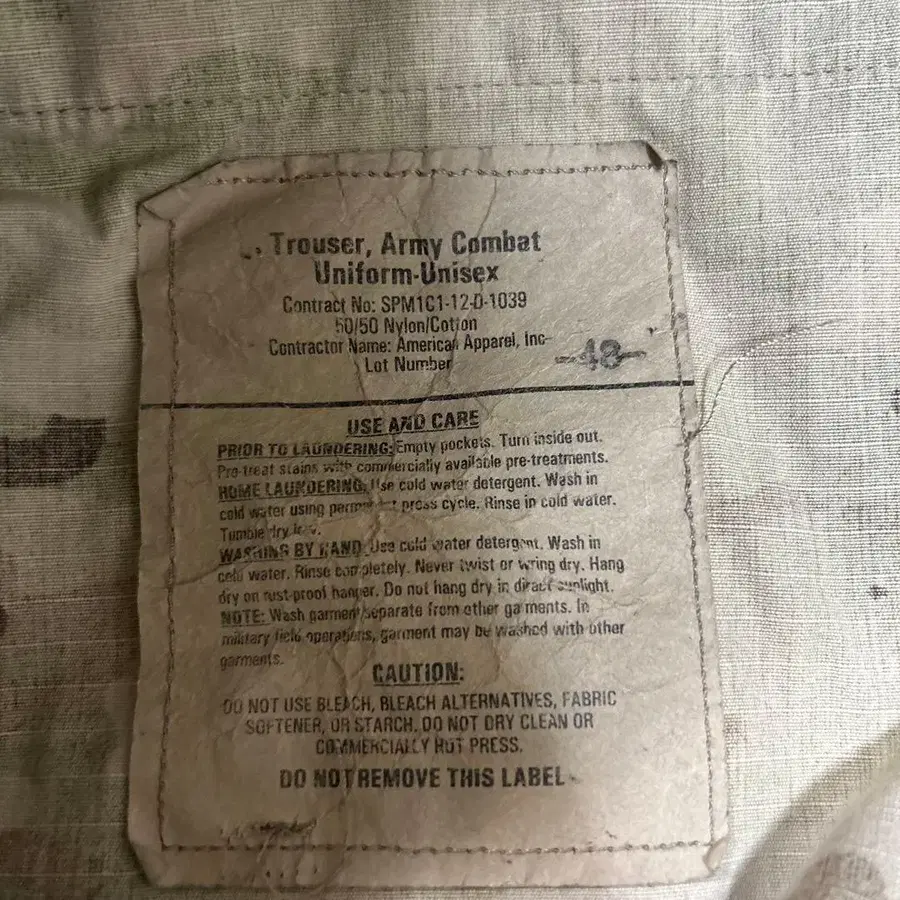 Trouser, Army Combat
Uniform-Unisex
Contract No: SPM1C1-12-D-1039
50/50 Nylon/Cotton
Contractor Name: American Apparel, Inc
Lot Number
48
USE AND CARE
PRIOR TO LAUNDERING: Empty pockets. Turn inside out.
Pre-treat stains with commercially available pre-treatments.
HOME LAUNDERING: Use cold water detergent. Wash in
cold water using permanent press cycle. Rinse in cold water.
Tumble dry low.
WASHING BY HAND: Use cold water detergent. Wash in
cold water. Rinse completely. Never twist or wring dry. Hang
dry on rust-proof hanger. Do not hang dry in direct sunlight.
NOTE: Wash garment separate from other garments. In
military field operations, garment may be washed with other
garments.
CAUTION:
DO NOT USE BLEACH, BLEACH ALTERNATIVES, FABRIC
SOFTENER, OR STARCH. DO NOT DRY CLEAN OR
COMMERCIALLY HOT PRESS.
DO NOT REMOVE THIS LABEL